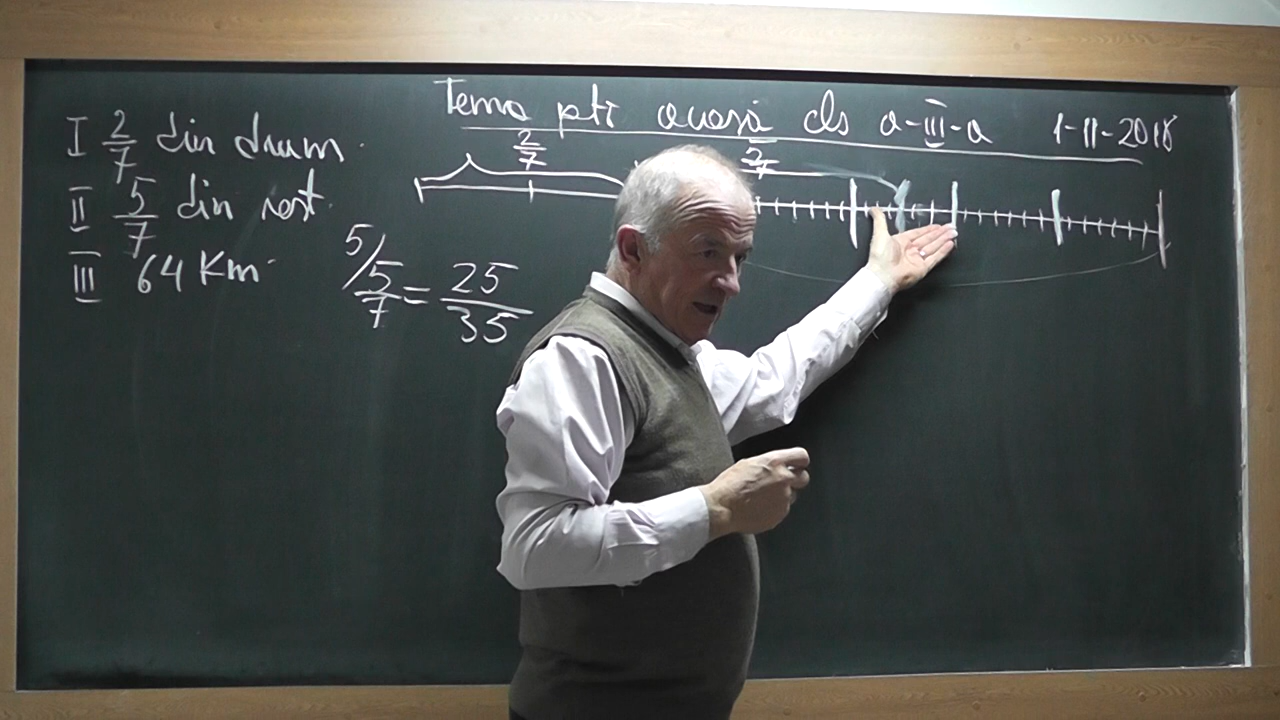 Tema ptr acasă cls a-III-a 1-11-2018
I 2/7 din drum.
II 5/7 din rest.
III 64 Km.
2/7
2/7
5/ 5/7 = 25/35